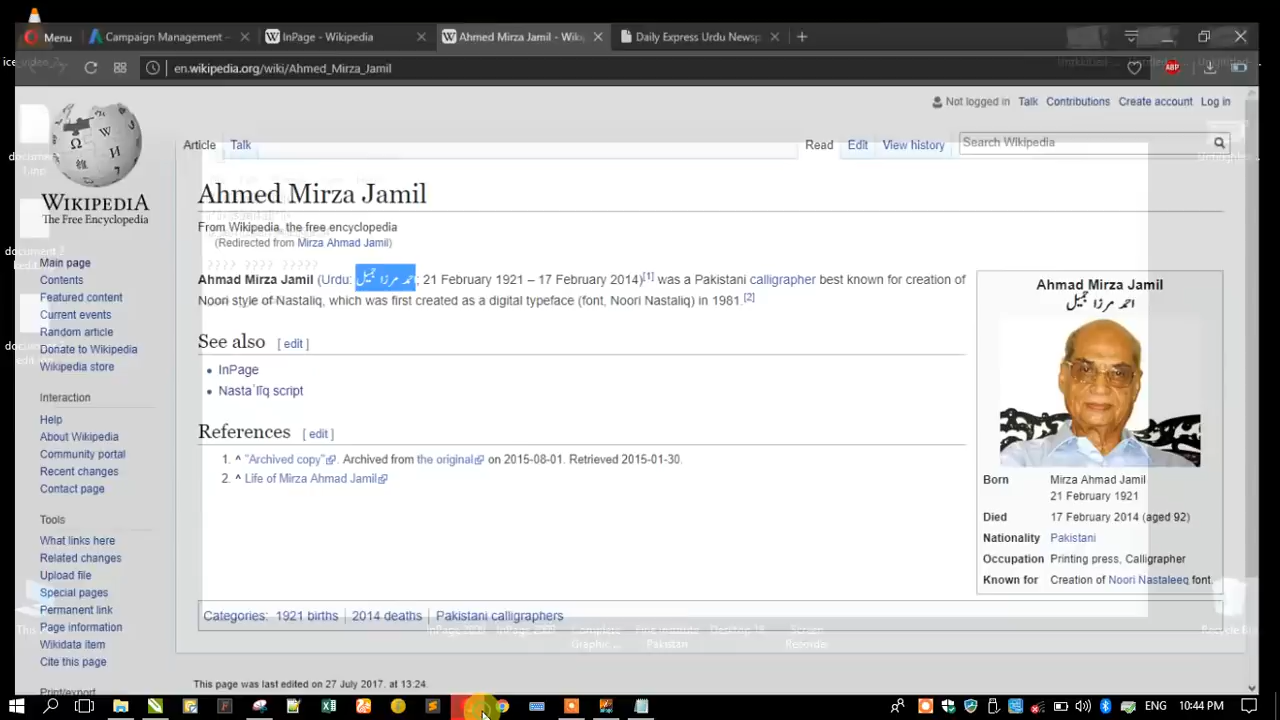 Menu
Campaign Management -
InPage - Wikipedia
Ahmed Mirza Jamil - Wik
Daily Express Urdu Newsp
en.wikipedia.org/wiki/Ahmed_Mirza_Jamil
ABP
Not logged in Talk Contributions Create account Log in
WIKIPEDIA
The Free Encyclopedia
Article Talk
Read Edit View history
Search Wikipedia
Ahmed Mirza Jamil
From Wikipedia, the free encyclopedia
(Redirected from Mirza Ahmad Jamil)
???? ???? ?????
Ahmad Mirza Jamil (Urdu: احمد مرزا جمیل; 21 February 1921 – 17 February 2014)[1] was a Pakistani calligrapher best known for creation of
Noori style of Nastaliq, which was first created as a digital typeface (font, Noori Nastaliq) in 1981.[2]
See also [ edit ]
• InPage
• Nastaʿlīq script
References [ edit ]
1. ^ "Archived copy". Archived from the original on 2015-08-01. Retrieved 2015-01-30.
2. ^ Life of Mirza Ahmad Jamil
Ahmad Mirza Jamil
احمد مرزا جمیل
Born Mirza Ahmad Jamil
21 February 1921
Died 17 February 2014 (aged 92)
Nationality Pakistani
Occupation Printing press, Calligrapher
Known for Creation of Noori Nastaleeq font.
Categories: 1921 births | 2014 deaths | Pakistani calligraphers
This page was last edited on 27 July 2017, at 13:24.
Main page
Contents
Featured content
Current events
Random article
Donate to Wikipedia
Wikipedia store
Interaction
Help
About Wikipedia
Community portal
Recent changes
Contact page
Tools
What links here
Related changes
Upload file
Special pages
Permanent link
Page information
Wikidata item
Cite this page
Print/export
InPage 2009
Complete Graphic ...
Pakistan
Screen Recorder
10:44 PM